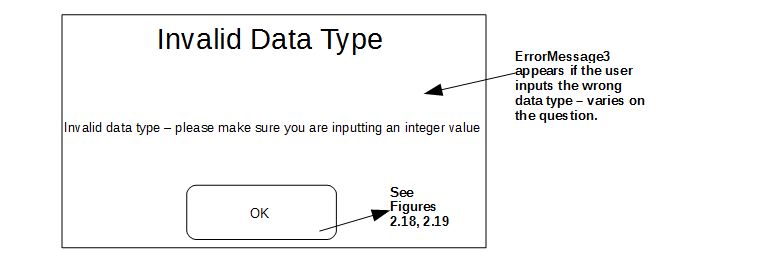 Invalid Data Type
ErrorMessage3
appears if the user
inputs the wrong
data type – varies on
the question.
Invalid data type – please make sure you are inputting an integer value
OK
See
Figures
2.18, 2.19